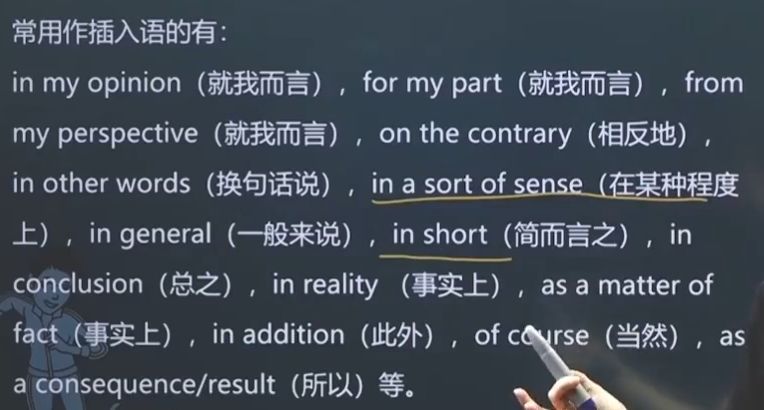 常用作插入语的有：
in my opinion（就我而言），for my part（就我而言），from
my perspective（就我而言），on the contrary（相反地），
in other words（换句话说），in a sort of sense（在某种程度
上），in general（一般来说），in short（简而言之），in
conclusion（总之），in reality （事实上），as a matter of
fact（事实上），in addition（此外），of course（当然），as
a consequence/result（所以）等。